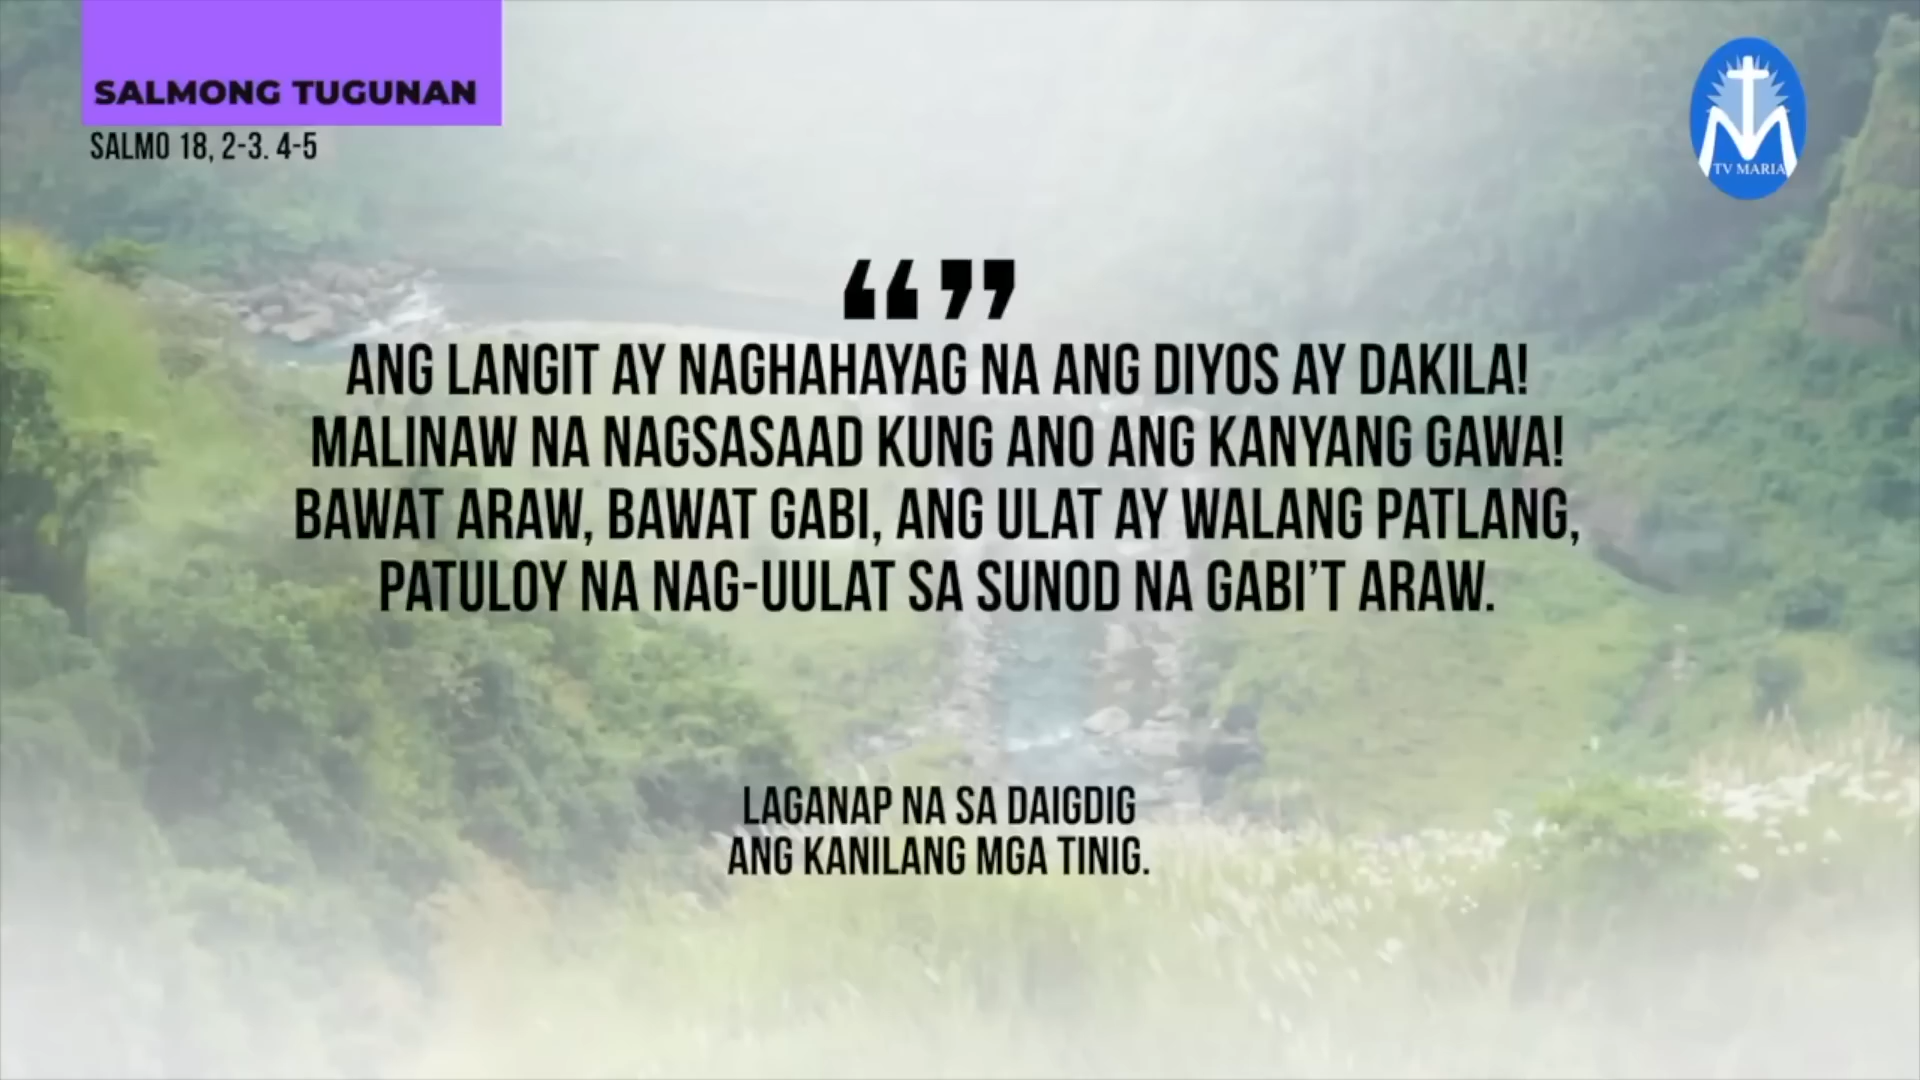 SALMONG TUGUNAN
SALMO 18, 2-3. 4-5
TV MARIA
“ ”
ANG LANGIT AY NAGHAHAYAG NA ANG DIYOS AY DAKILA!
MALINAW NA NAGSASAAD KUNG ANO ANG KANYANG GAWA!
BAWAT ARAW, BAWAT GABI, ANG ULAT AY WALANG PATLANG,
PATULOY NA NAG-UULAT SA SUNOD NA GABI’T ARAW.
LAGANAP NA SA DAIGDIG
ANG KANILANG MGA TINIG.